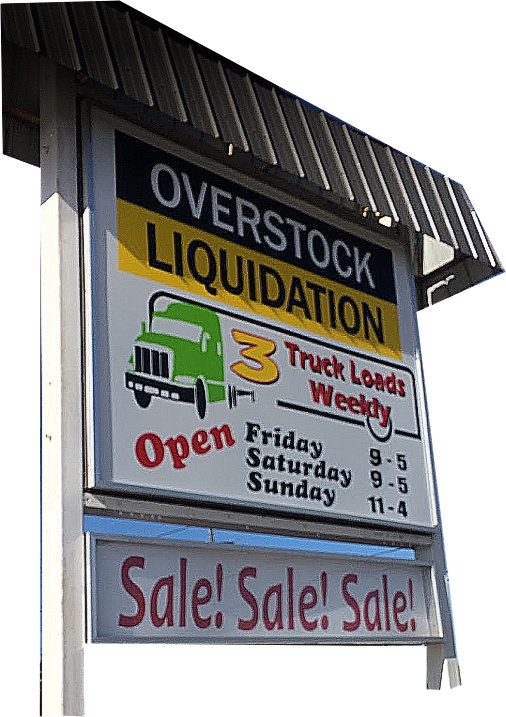 OVERSTOCK
LIQUIDATION
3 Truck Loads
Weekly
Open Friday 9 - 5
Saturday 9 - 5
Sunday 11 - 4
Sale! Sale! Sale!